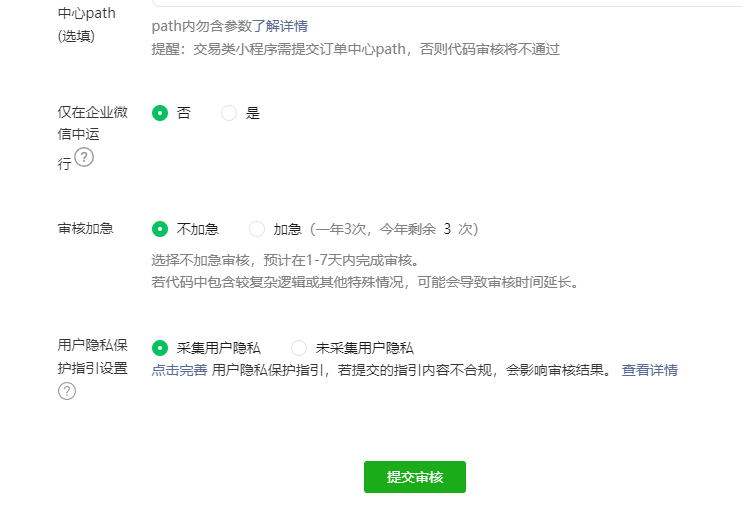 中心path
(选填)
path内勿含参数了解详情
提醒：交易类小程序需提交订单中心path，否则代码审核将不通过
仅在企业微
信中运
行 ?
否 是
审核加急
不加急 加急（一年3次，今年剩余 3 次）
选择不加急审核，预计在1-7天内完成审核。
若代码中包含较复杂逻辑或其他特殊情况，可能会导致审核时间延长。
用户隐私保
护指引设置
?
采集用户隐私 未采集用户隐私
点击完善 用户隐私保护指引，若提交的指引内容不合规，会影响审核结果。 查看详情
提交审核